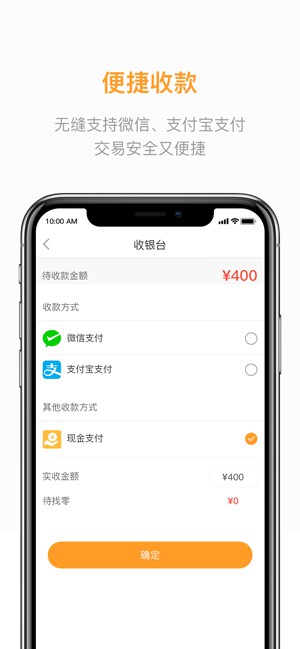 便捷收款
无缝支持微信、支付宝支付
交易安全又便捷
10:00 AM
收银台
待收款金额 ¥400
收款方式
微信支付
支 支付宝支付
其他收款方式
现金支付
实收金额 ¥400
待找零 ¥0
确定